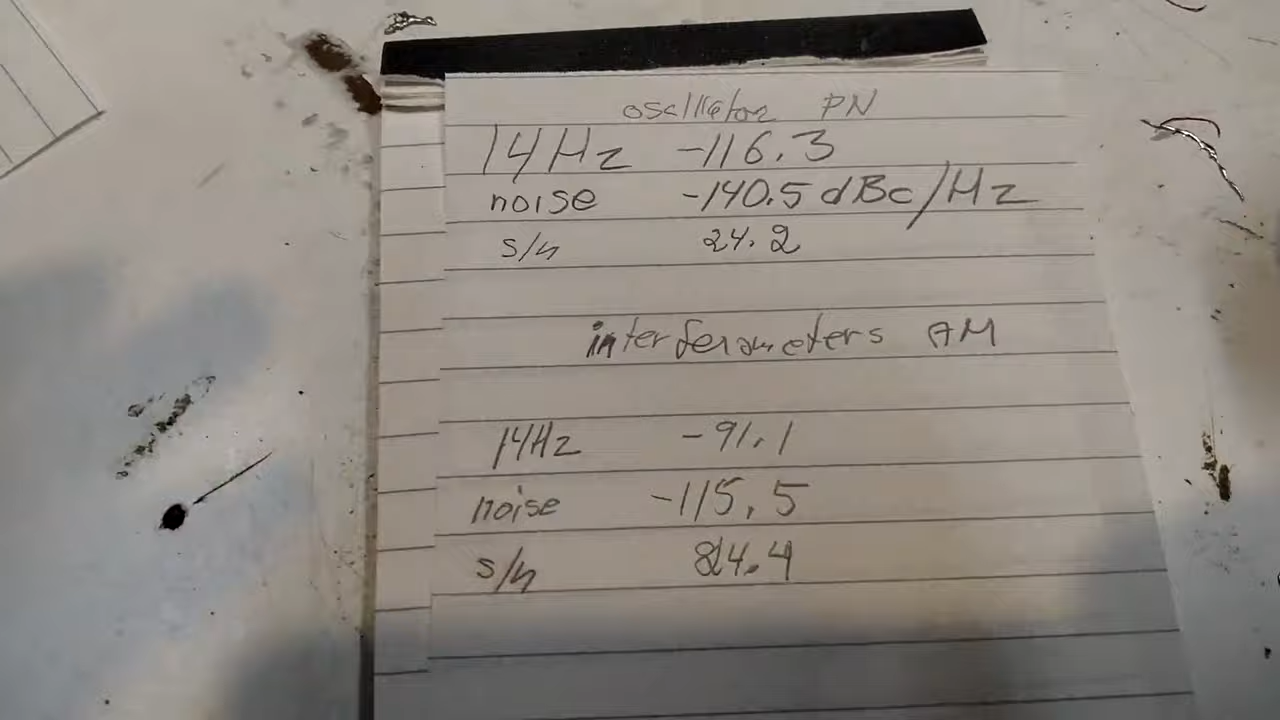 oscillator PN
14Hz -116.3
noise -140.5 dBc/Hz
s/n 24.2
interferometers AM
14Hz -91.1
noise -115.5
s/n 24.4